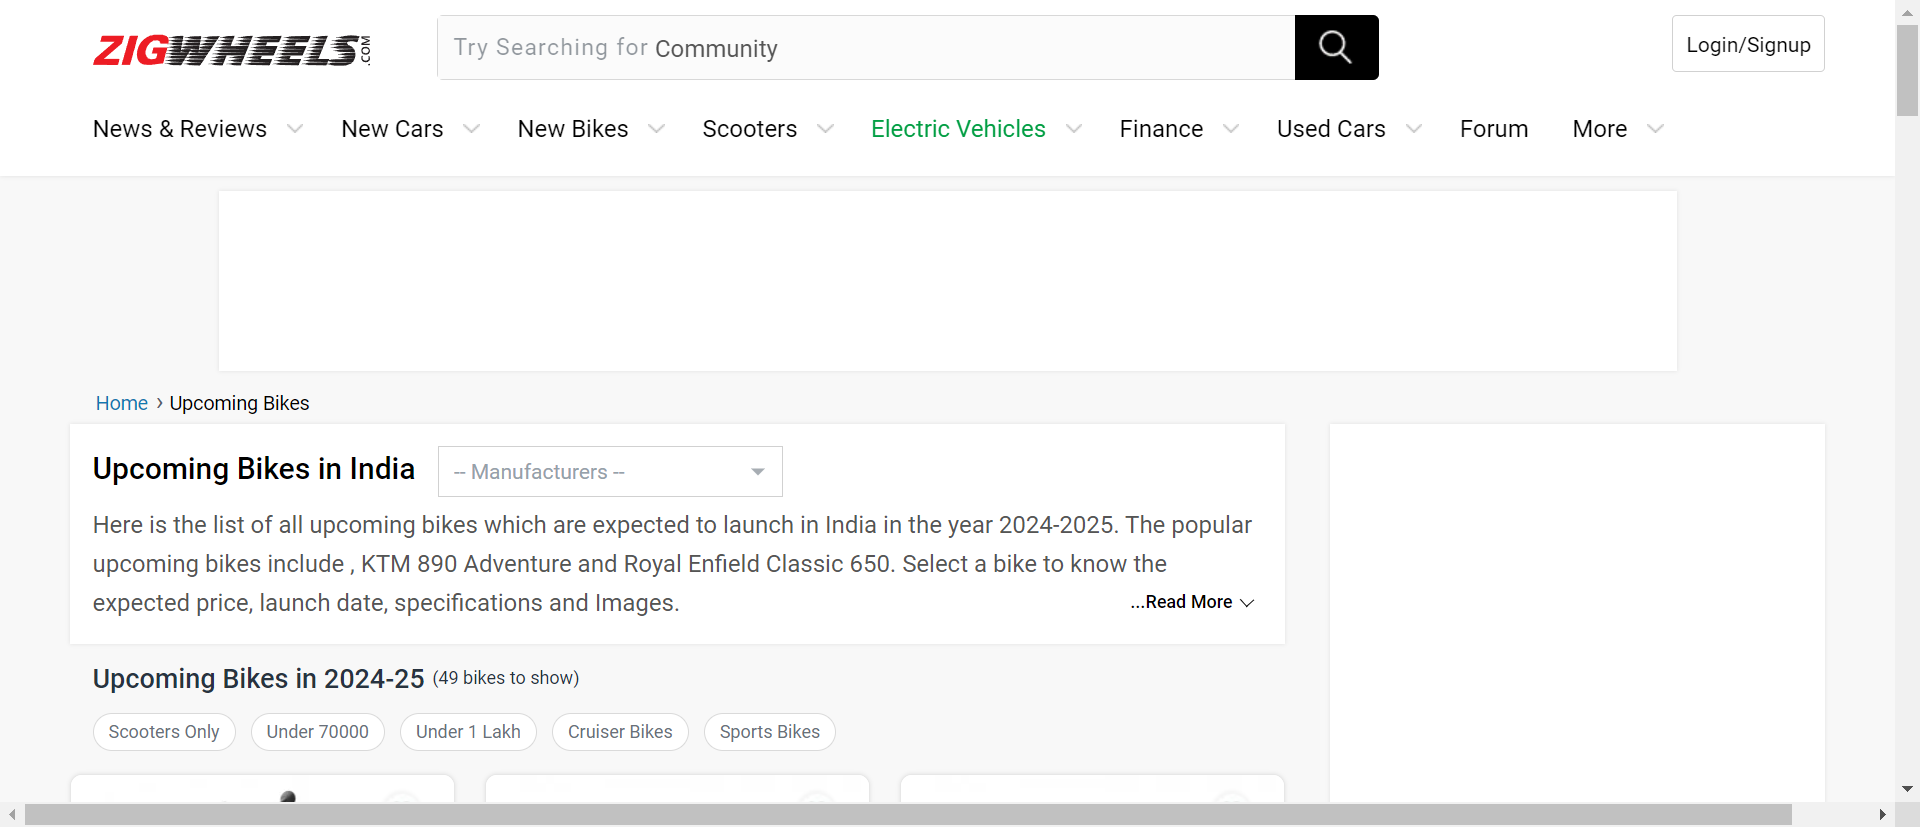 ZIGWHEELS.COM
Try Searching for Community
Login/Signup
News & Reviews
New Cars
New Bikes
Scooters
Electric Vehicles
Finance
Used Cars
Forum
More
Home › Upcoming Bikes
Upcoming Bikes in India
-- Manufacturers --
Here is the list of all upcoming bikes which are expected to launch in India in the year 2024-2025. The popular
upcoming bikes include , KTM 890 Adventure and Royal Enfield Classic 650. Select a bike to know the
expected price, launch date, specifications and Images.
...Read More
Upcoming Bikes in 2024-25 (49 bikes to show)
Scooters Only
Under 70000
Under 1 Lakh
Cruiser Bikes
Sports Bikes